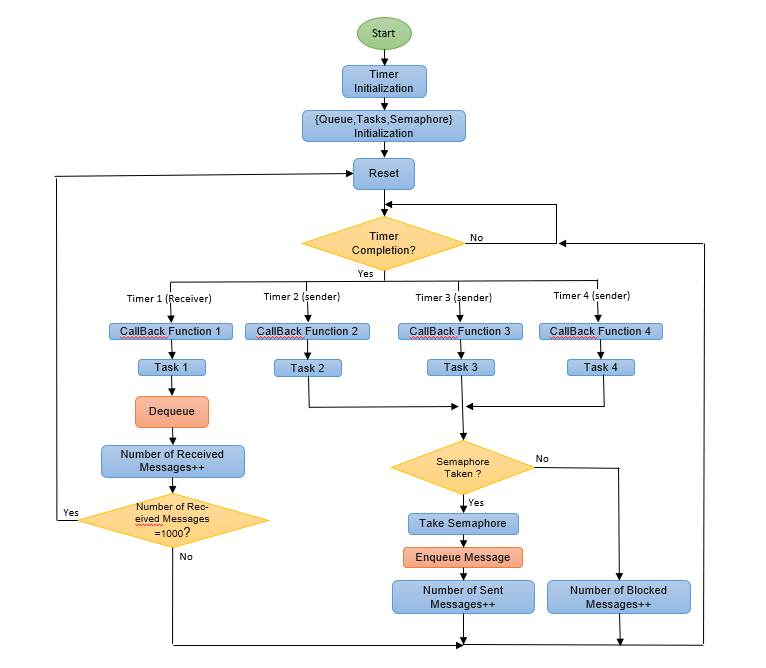 Start
Timer
Initialization
{Queue,Tasks,Semaphore}
Initialization
Reset
Timer
Completion?
No
Yes
Timer 1 (Receiver)
Timer 2 (sender)
Timer 3 (sender)
Timer 4 (sender)
CallBack Function 1
CallBack Function 2
CallBack Function 3
CallBack Function 4
Task 1
Task 2
Task 3
Task 4
Dequeue
Number of Received
Messages++
Semaphore
Taken ?
No
Yes
Number of Rec-
eived Messages
=1000?
Yes
No
Take Semaphore
Enqueue Message
Number of Sent
Messages++
Number of Blocked
Messages++